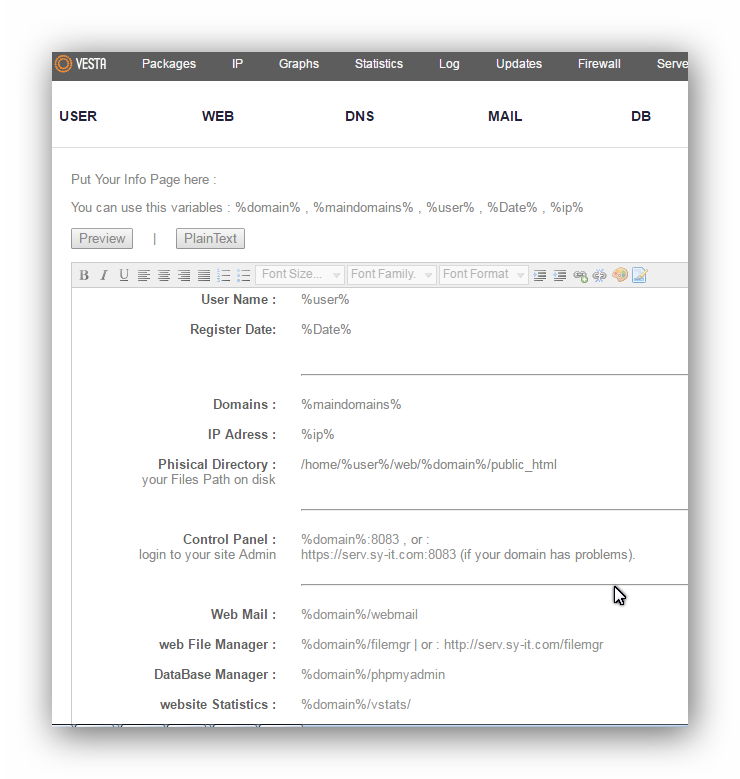 VESTA Packages IP Graphs Statistics Log Updates Firewall Serve
USER WEB DNS MAIL DB
Put Your Info Page here :
You can use this variables : %domain% , %maindomains% , %user% , %Date% , %ip%
Preview | PlainText
B I U Font Size... Font Family. Font Format
User Name : %user%
Register Date: %Date%
Domains : %maindomains%
IP Adress : %ip%
Phisical Directory : /home/%user%/web/%domain%/public_html
your Files Path on disk
Control Panel : %domain%:8083 , or :
login to your site Admin https://serv.sy-it.com:8083 (if your domain has problems).
Web Mail : %domain%/webmail
web File Manager : %domain%/filemgr | or : http://serv.sy-it.com/filemgr
DataBase Manager : %domain%/phpmyadmin
website Statistics : %domain%/vstats/